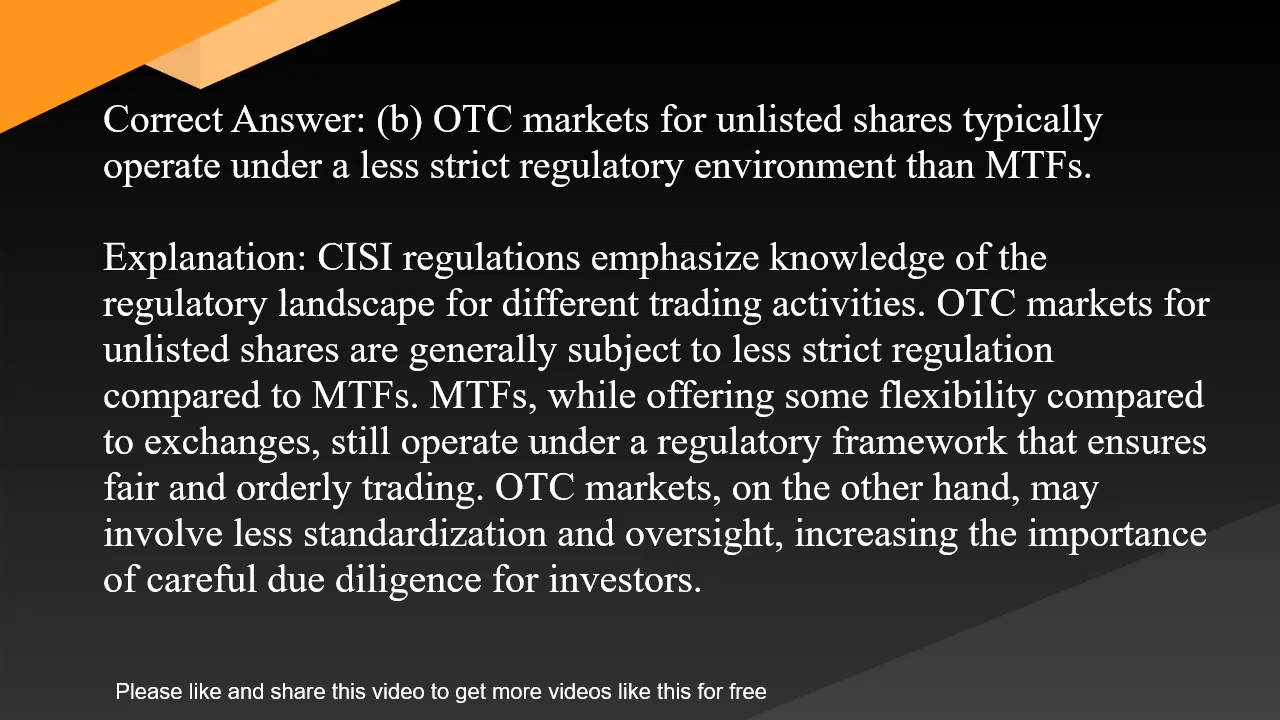 Correct Answer: (b) OTC markets for unlisted shares typically
operate under a less strict regulatory environment than MTFs.
Explanation: CISI regulations emphasize knowledge of the
regulatory landscape for different trading activities. OTC markets for
unlisted shares are generally subject to less strict regulation
compared to MTFs. MTFs, while offering some flexibility compared
to exchanges, still operate under a regulatory framework that ensures
fair and orderly trading. OTC markets, on the other hand, may
involve less standardization and oversight, increasing the importance
of careful due diligence for investors.
Please like and share this video to get more videos like this for free